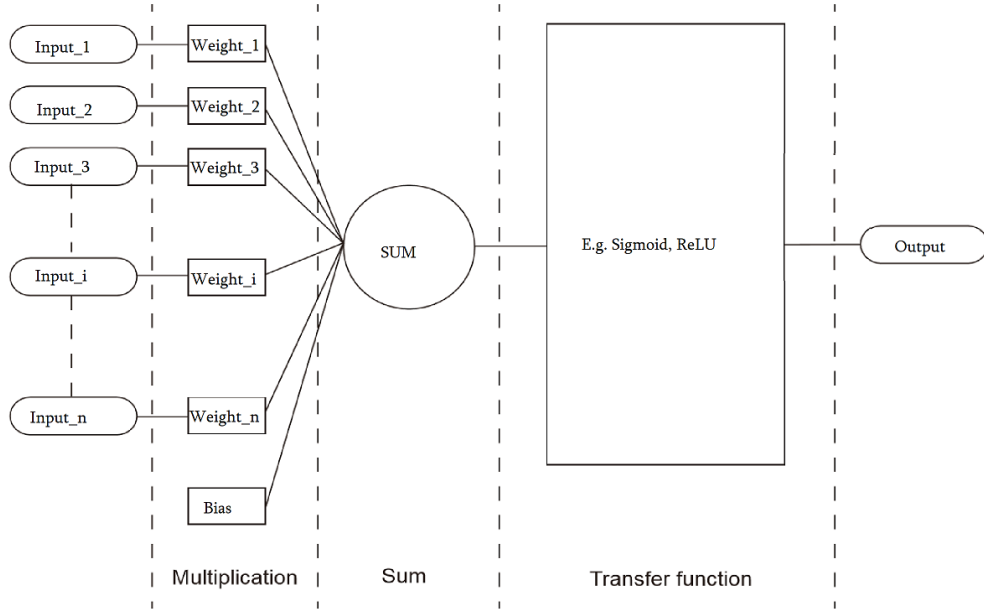 Input_1
Weight_1
Input_2
Weight_2
Input_3
Weight_3
SUM
E.g. Sigmoid, ReLU
Output
Input_i
Weight_i
Input_n
Weight_n
Bias
Multiplication
Sum
Transfer function